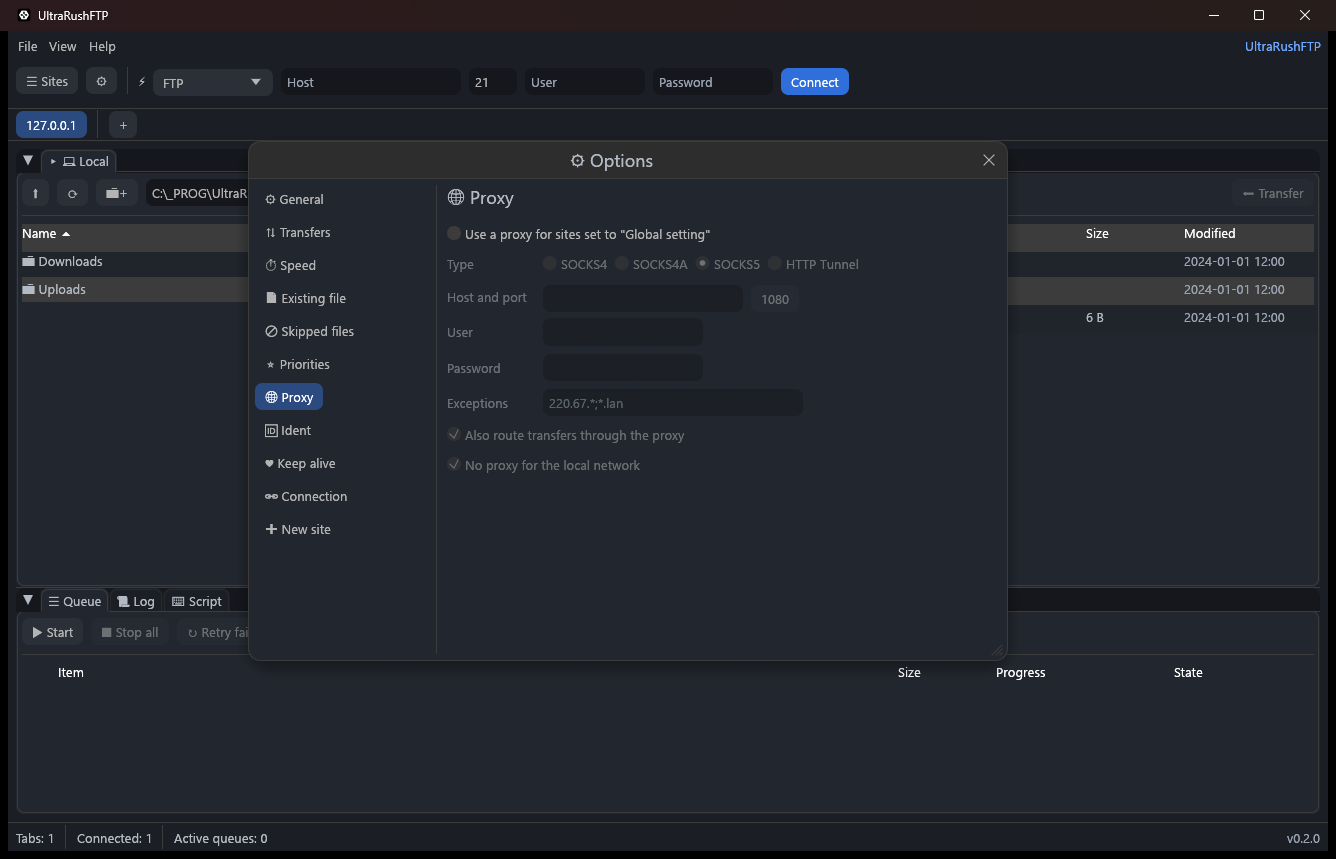 UltraRushFTP
File View Help UltraRushFTP
Sites FTP Host 21 User Password Connect
127.0.0.1 +
Local
C:\_PROG\UltraR Transfer
Name Size Modified
Downloads 2024-01-01 12:00
Uploads 2024-01-01 12:00
6 B 2024-01-01 12:00
Options
General
Transfers
Speed
Existing file
Skipped files
Priorities
Proxy
Ident
Keep alive
Connection
New site
Proxy
Use a proxy for sites set to "Global setting"
Type SOCKS4 SOCKS4A SOCKS5 HTTP Tunnel
Host and port 1080
User
Password
Exceptions 220.67.*;*.lan
Also route transfers through the proxy
No proxy for the local network
Queue Log Script
Start Stop all Retry fai
Item Size Progress State
Tabs: 1 Connected: 1 Active queues: 0 v0.2.0